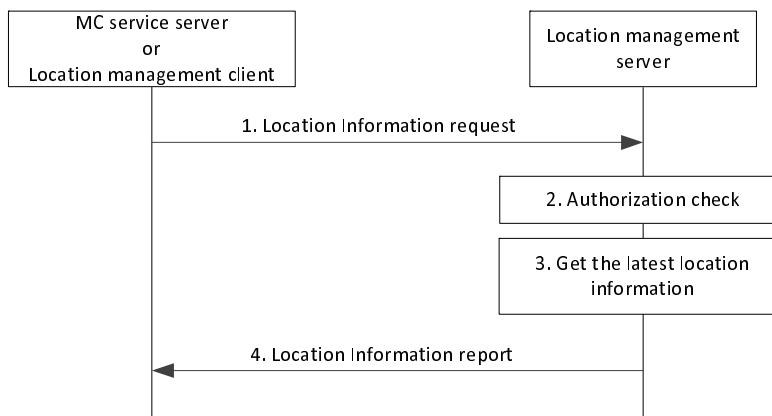 MC service server
or
Location management client
Location management
server
1. Location Information request
2. Authorization check
3. Get the latest location
information
4. Location Information report